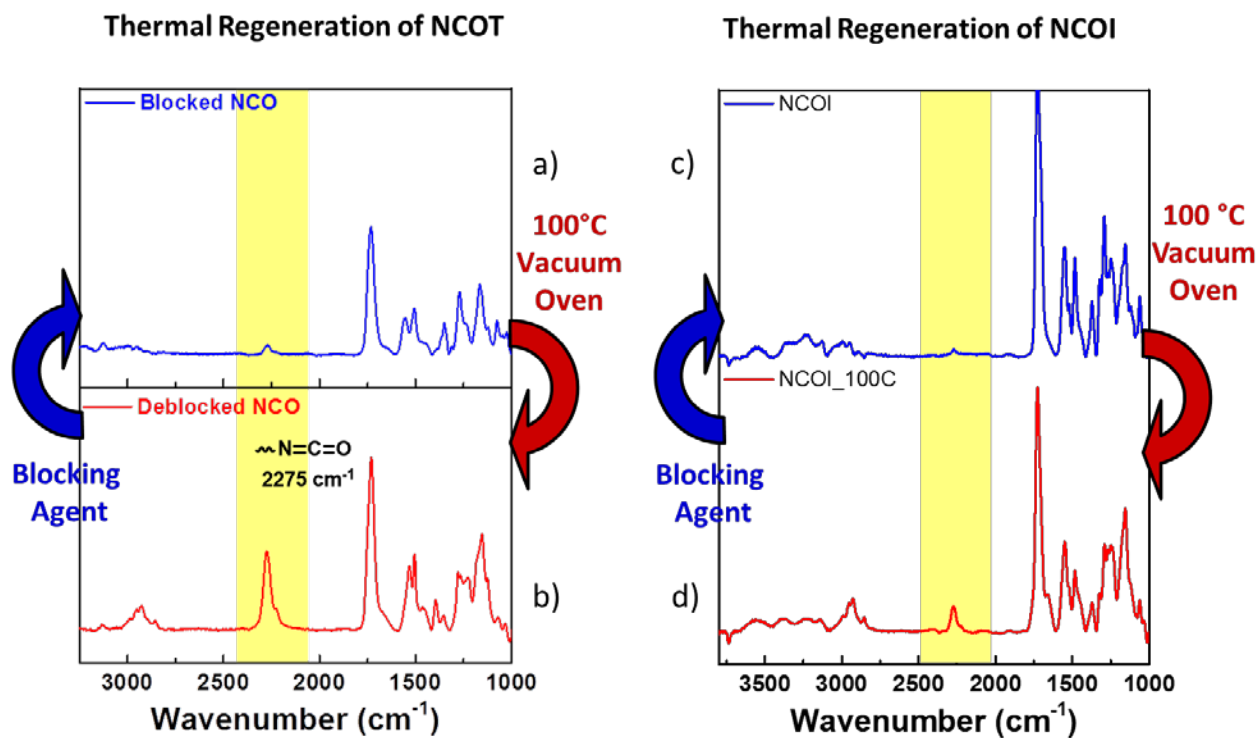 Thermal Regeneration of NCOT
Blocked NCO
a)
100°C
Vacuum
Oven
Deblocked NCO
N=C=O
2275 cm-1
Blocking
Agent
b)
3000 2500 2000 1500 1000
Wavenumber (cm-1)
Thermal Regeneration of NCOI
NCOI
c)
100 °C
Vacuum
Oven
NCOI_100C
Blocking
Agent
d)
3500 3000 2500 2000 1500 1000
Wavenumber (cm-1)